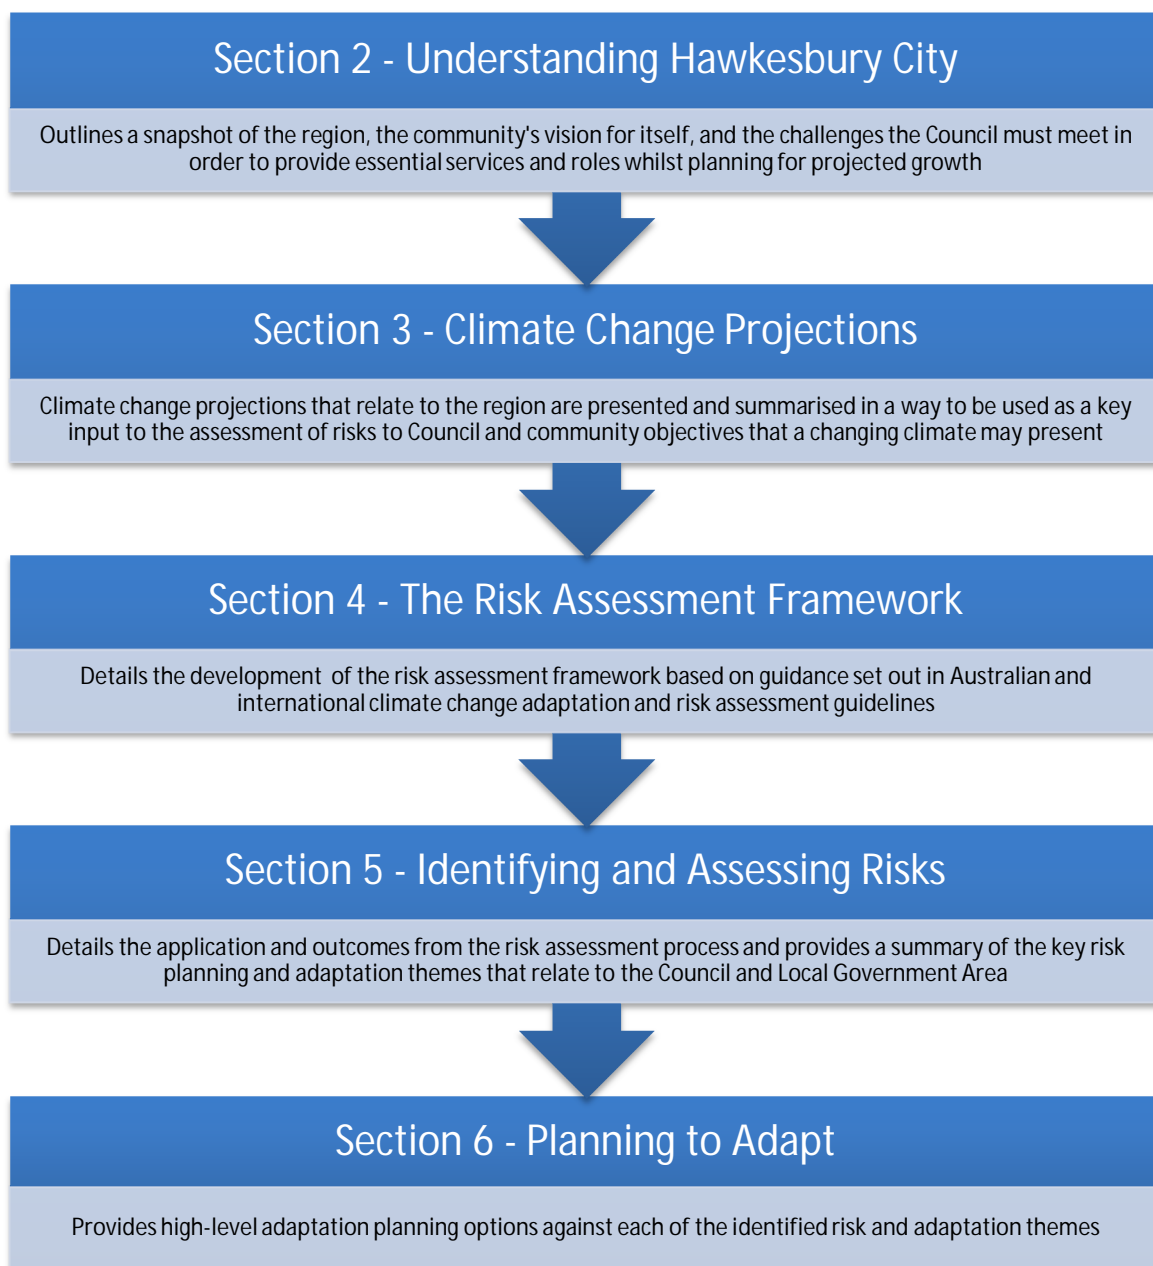 Section 2 - Understanding Hawkesbury City
Outlines a snapshot of the region, the community's vision for itself, and the challenges the Council must meet in
order to provide essential services and roles whilst planning for projected growth
Section 3 - Climate Change Projections
Climate change projections that relate to the region are presented and summarised in a way to be used as a key
input to the assessment of risks to Council and community objectives that a changing climate may present
Section 4 - The Risk Assessment Framework
Details the development of the risk assessment framework based on guidance set out in Australian and
international climate change adaptation and risk assessment guidelines
Section 5 - Identifying and Assessing Risks
Details the application and outcomes from the risk assessment process and provides a summary of the key risk
planning and adaptation themes that relate to the Council and Local Government Area
Section 6 - Planning to Adapt
Provides high-level adaptation planning options against each of the identified risk and adaptation themes